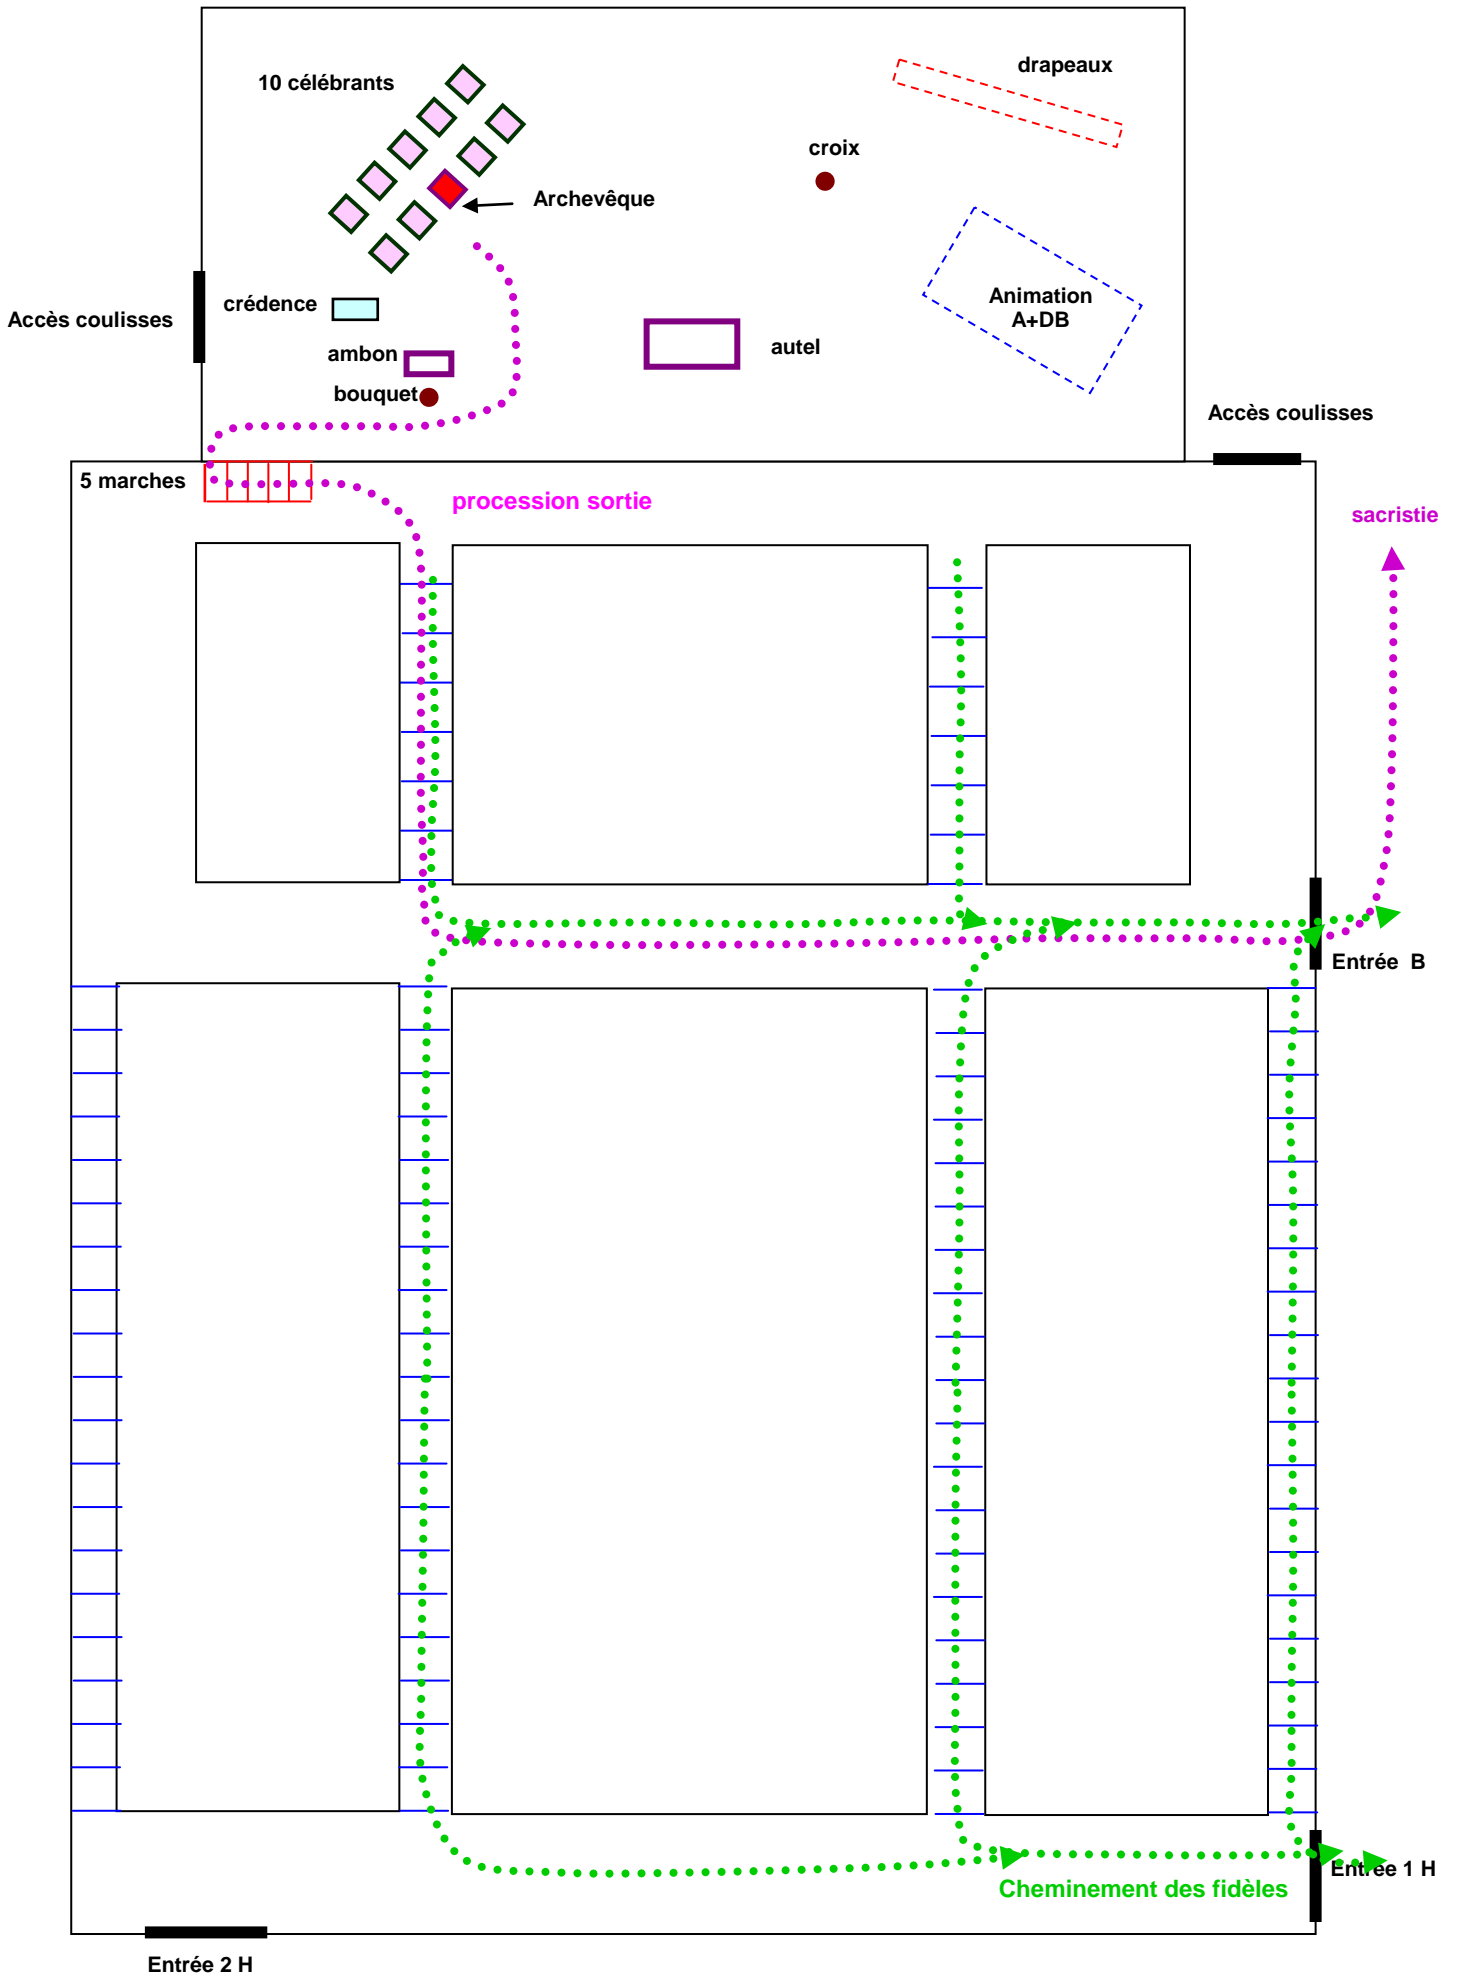 10 célébrants
drapeaux
croix
Archevêque
Accès coulisses
crédence
Animation
A+DB
ambon
autel
bouquet
Accès coulisses
5 marches
procession sortie
sacristie
Entrée  B
Entrée 1 H
Cheminement des fidèles
Entrée 2 H